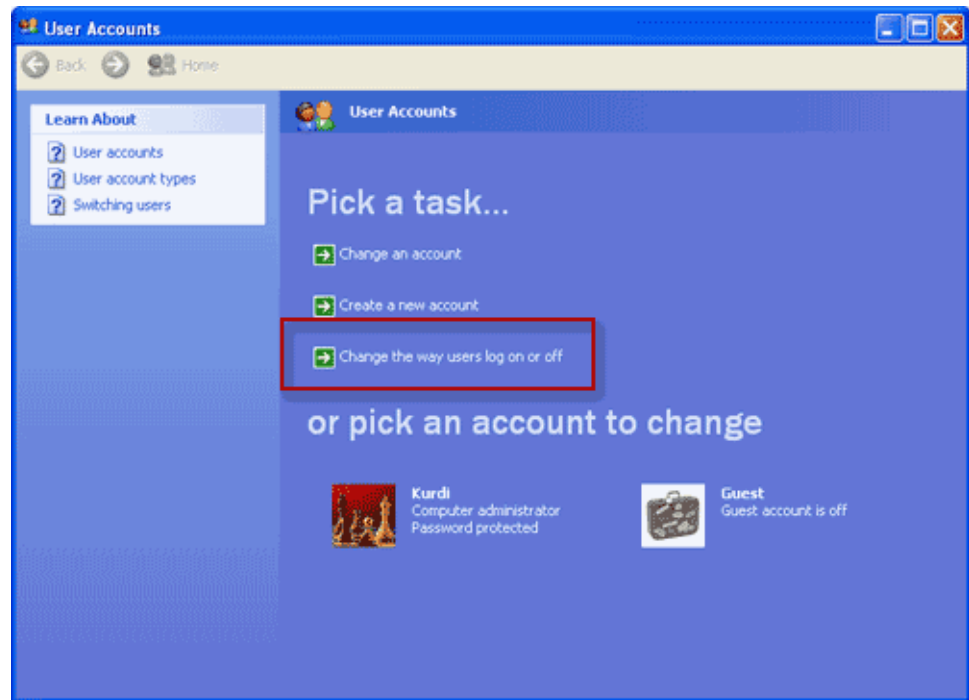 User Accounts
Back Home
Learn About
User accounts
User account types
Switching users
User Accounts
Pick a task...
Change an account
Create a new account
Change the way users log on or off
or pick an account to change
Kurdi
Computer administrator
Password protected
Guest
Guest account is off